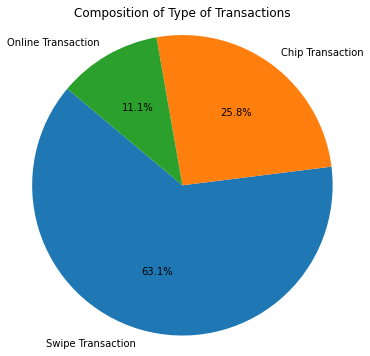 Composition of Type of Transactions
Online Transaction
Chip Transaction
11.1%
25.8%
63.1%
Swipe Transaction